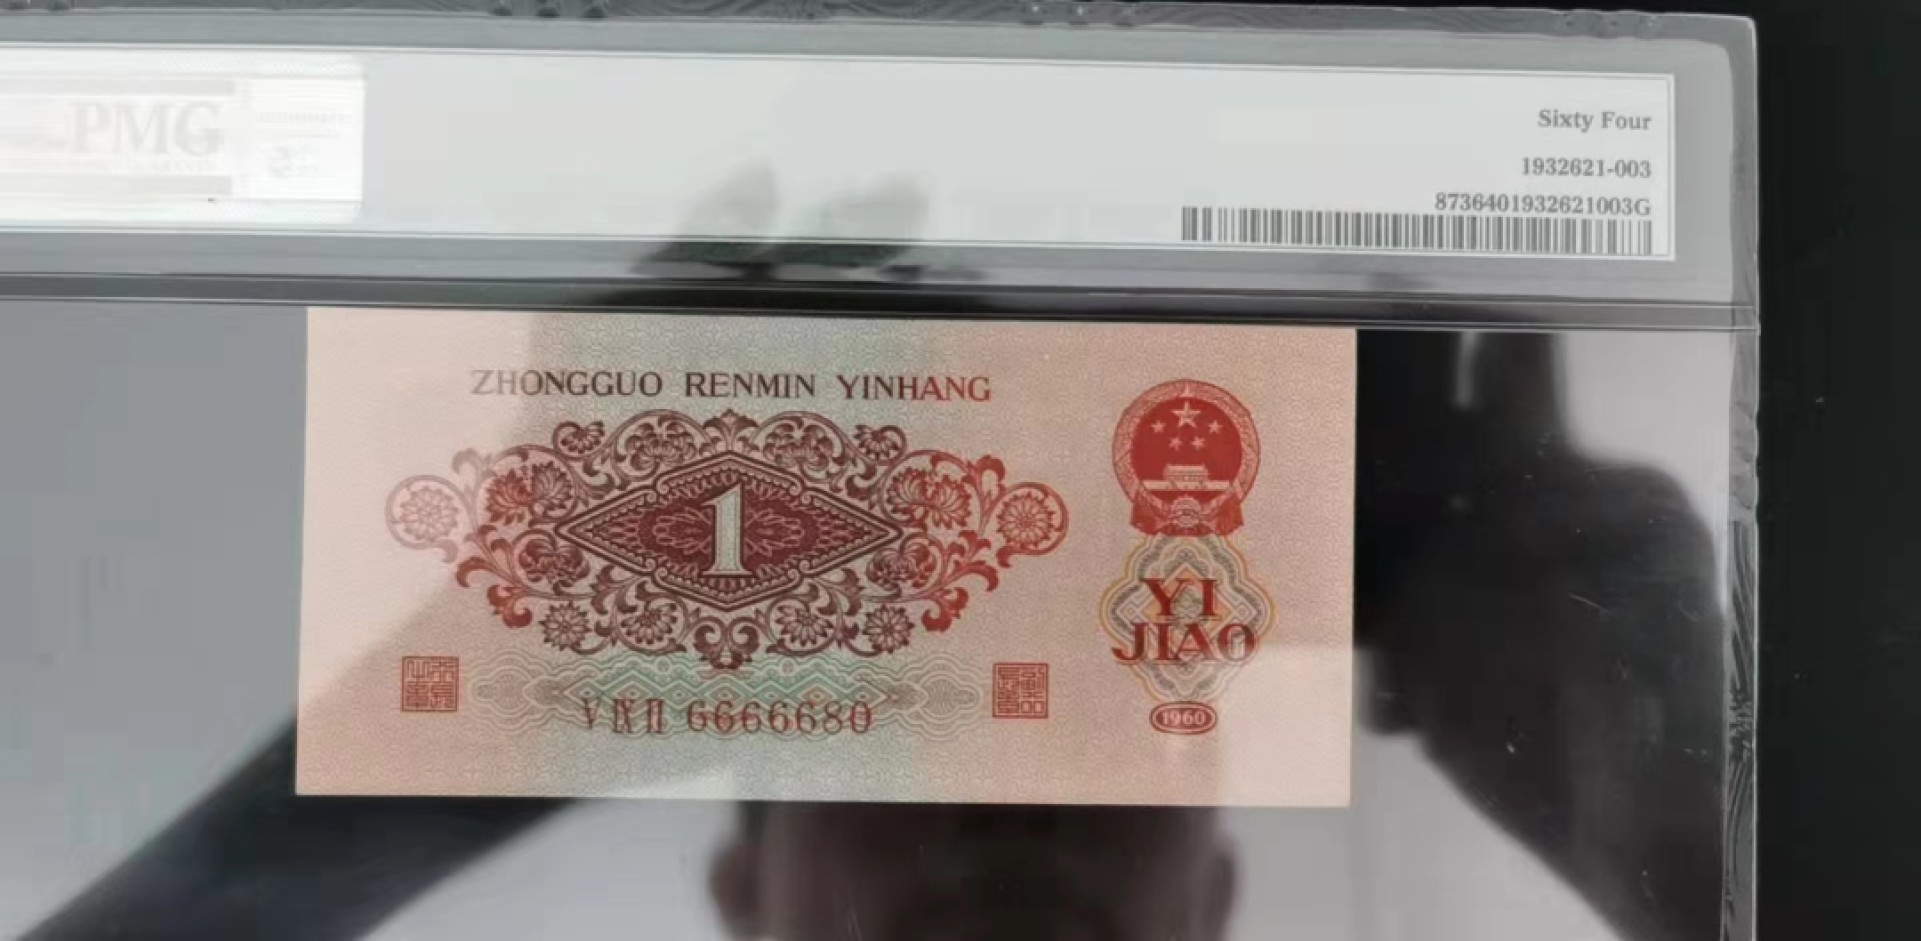 PMG
Sixty Four
1932621-003
8736401932621003G
ZHONGGUO RENMIN YINHANG
1
YI
JIAO
V IX II 6666680
1960